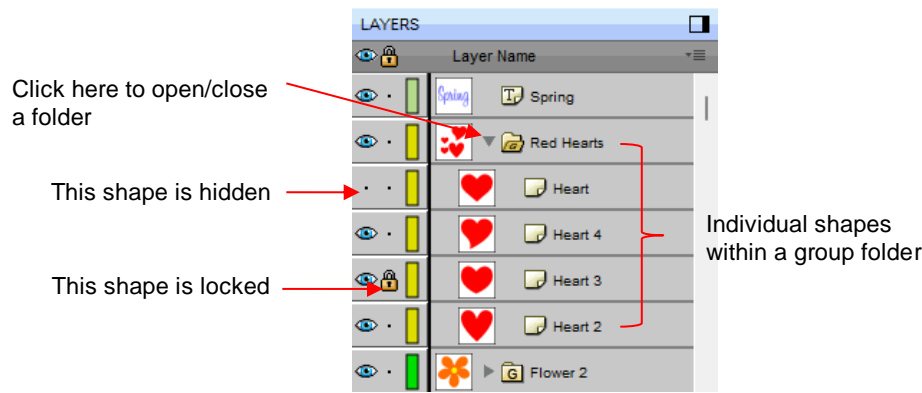 LAYERS
Layer Name
Click here to open/close
a folder
Spring
Spring
Red Hearts
This shape is hidden
Heart
Heart 4
Individual shapes
within a group folder
This shape is locked
Heart 3
Heart 2
G
Flower 2